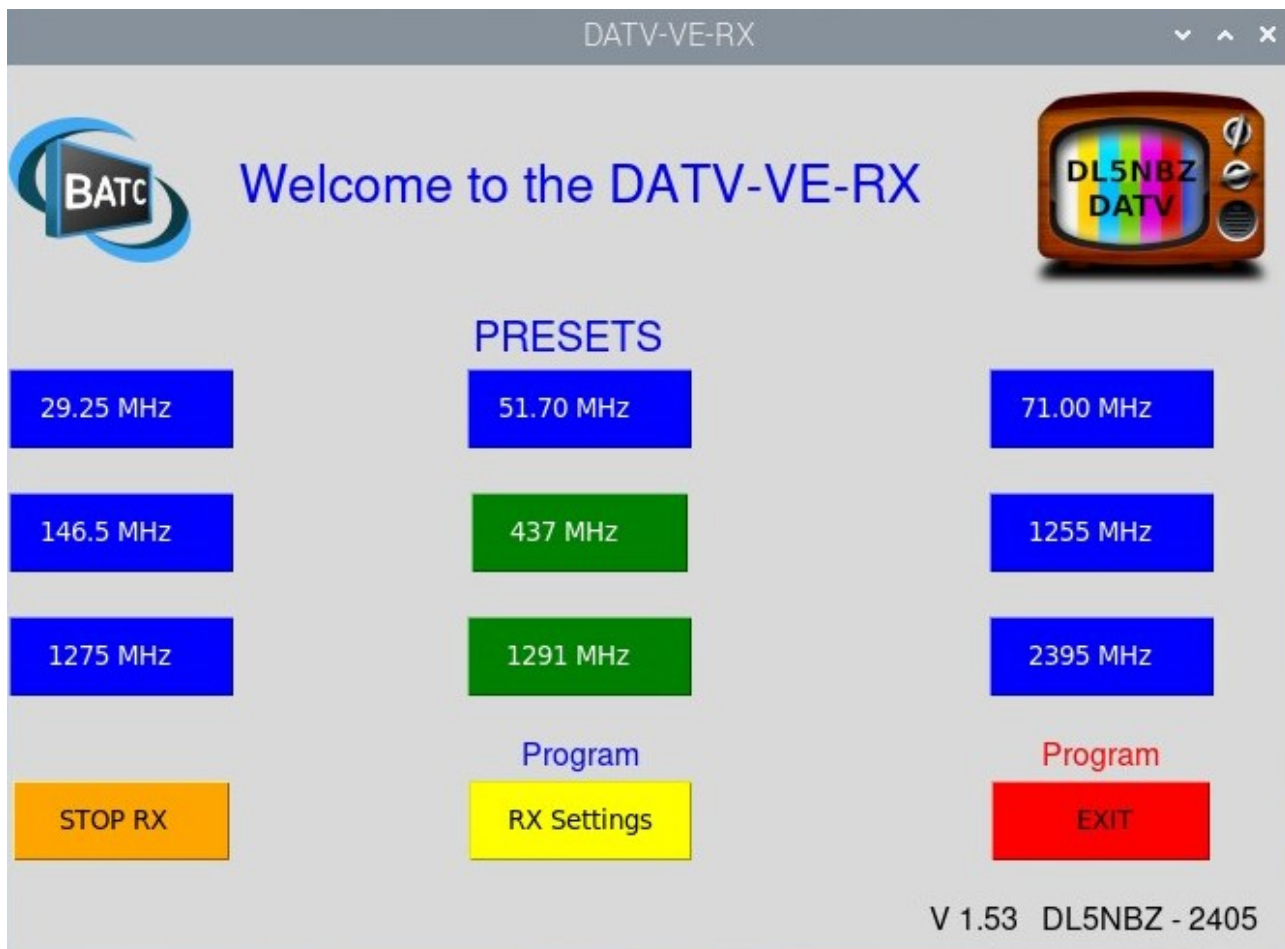 DATV-VE-RX
BATC
Welcome to the DATV-VE-RX
DL5NBZ
DATV
PRESETS
29.25 MHz
51.70 MHz
71.00 MHz
146.5 MHz
437 MHz
1255 MHz
1275 MHz
1291 MHz
2395 MHz
Program
Program
STOP RX
RX Settings
EXIT
V 1.53 DL5NBZ - 2405